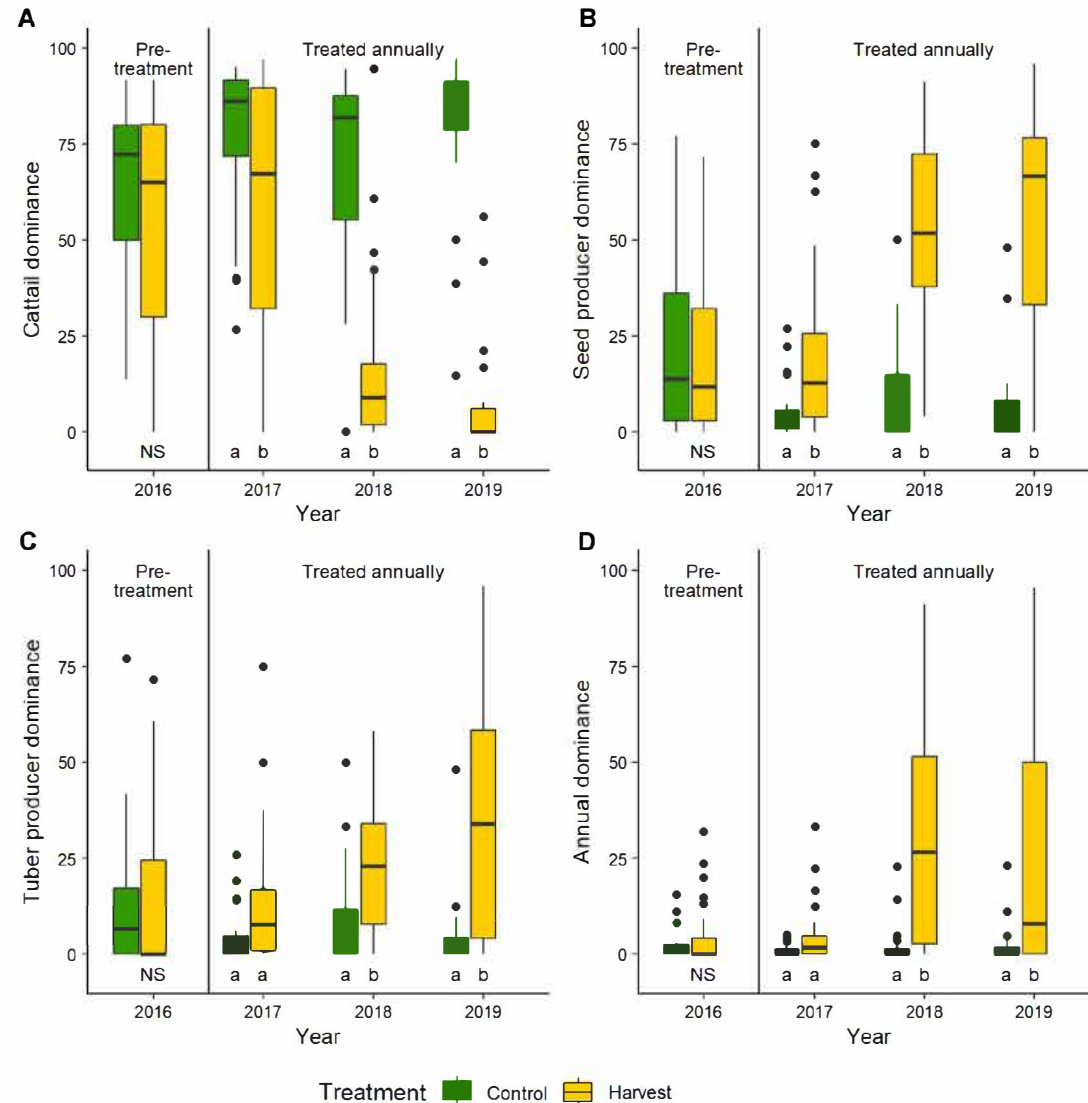 A
Cattail dominance
100
75
50
25
0
Pre-
treatment
Treated annually
NS
a b
a b
a b
2016 2017 2018 2019
Year
B
Seed producer dominance
100
75
50
25
0
Pre-
treatment
Treated annually
NS
a b
a b
a b
2016 2017 2018 2019
Year
C
Tuber producer dominance
100
75
50
25
0
Pre-
treatment
Treated annually
NS
a a
a b
a b
2016 2017 2018 2019
Year
D
Annual dominance
100
75
50
25
0
Pre-
treatment
Treated annually
NS
a a
a b
a b
2016 2017 2018 2019
Year
Treatment Control Harvest